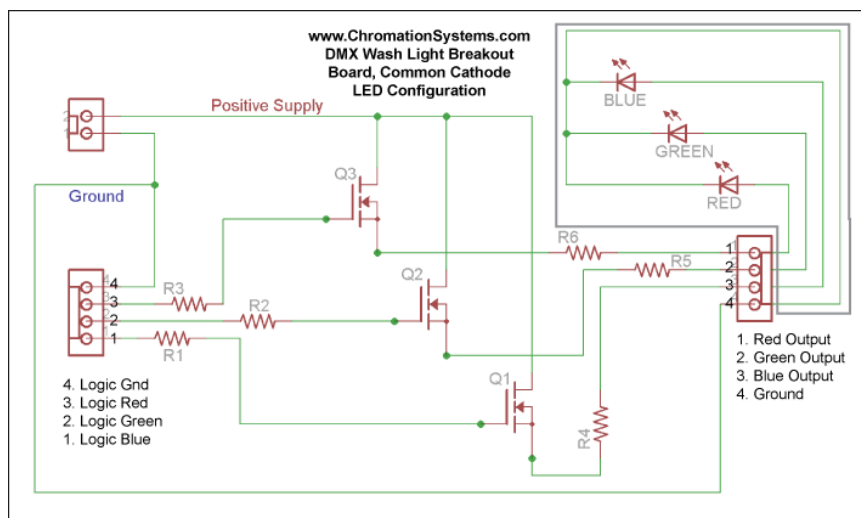 www.ChromationSystems.com
DMX Wash Light Breakout
Board, Common Cathode
LED Configuration
Positive Supply
2
1
Ground
BLUE
GREEN
RED
Q3
Q2
Q1
R6
R5
R4
R3
R2
R1
4
3
2
1
1
2
3
4
4. Logic Gnd
3. Logic Red
2. Logic Green
1. Logic Blue
1. Red Output
2. Green Output
3. Blue Output
4. Ground